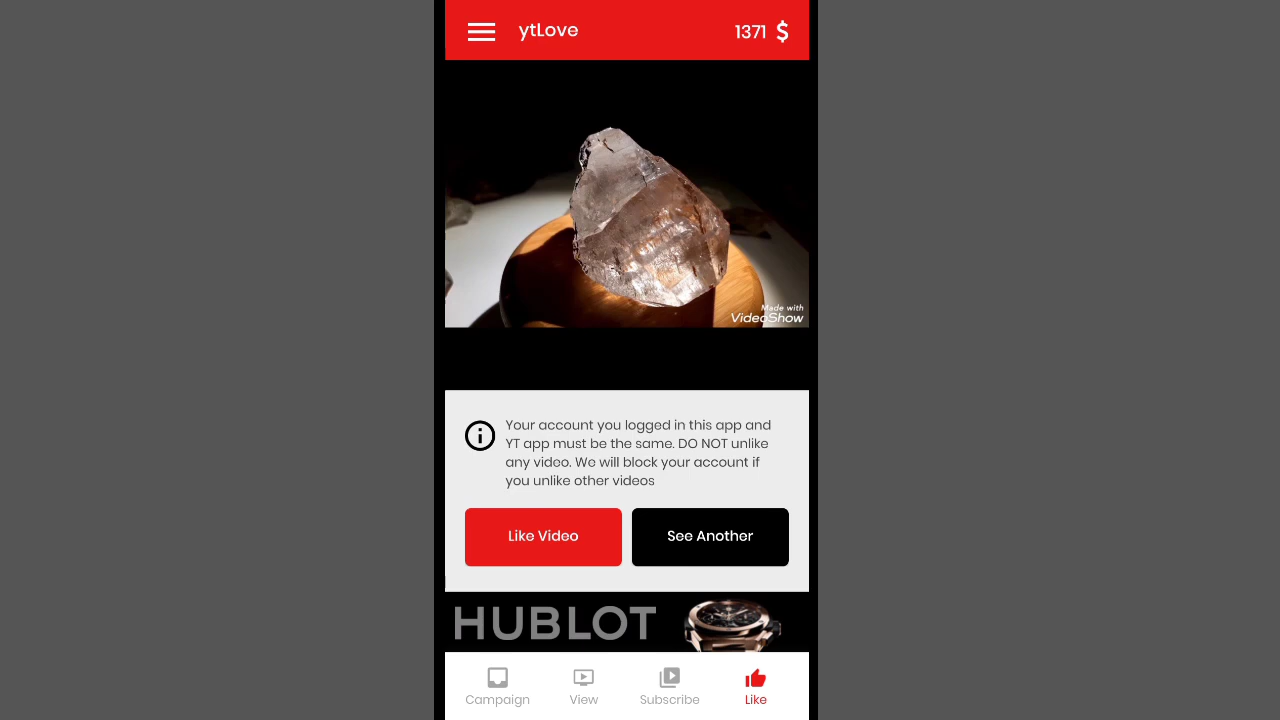 ytLove
1371 $
Made with
VideoShow
Your account you logged in this app and
YT app must be the same. DO NOT unlike
any video. We will block your account if
you unlike other videos
Like Video
See Another
HUBLOT
Campaign
View
Subscribe
Like